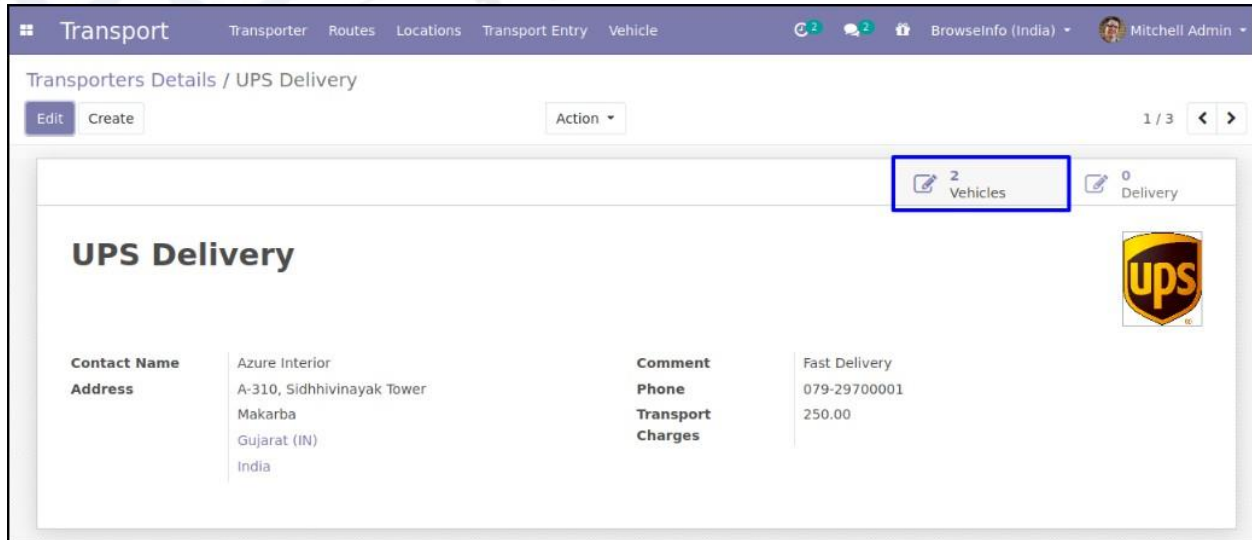 Transport Transporter Routes Locations Transport Entry Vehicle 2 2 BrowseInfo (India) Mitchell Admin
Transporters Details / UPS Delivery
Edit Create Action 1 / 3
2 Vehicles 0 Delivery
UPS Delivery
ups
Contact Name Azure Interior Comment Fast Delivery
Address A-310, Sidhhivinayak Tower Phone 079-29700001
Makarba Transport Charges 250.00
Gujarat (IN)
India